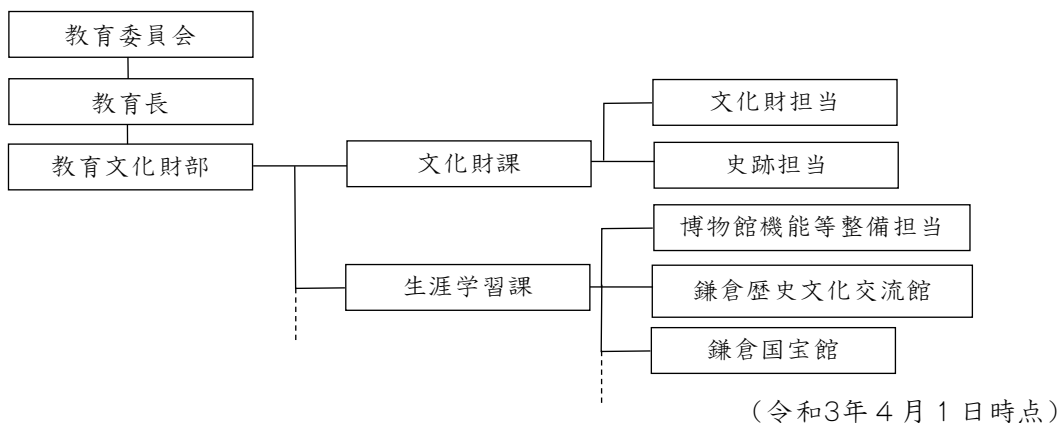 教育委員会
教育長
教育文化財部
文化財課
文化財担当
史跡担当
生涯学習課
博物館機能等整備担当
鎌倉歴史文化交流館
鎌倉国宝館
（令和3年４月１日時点）